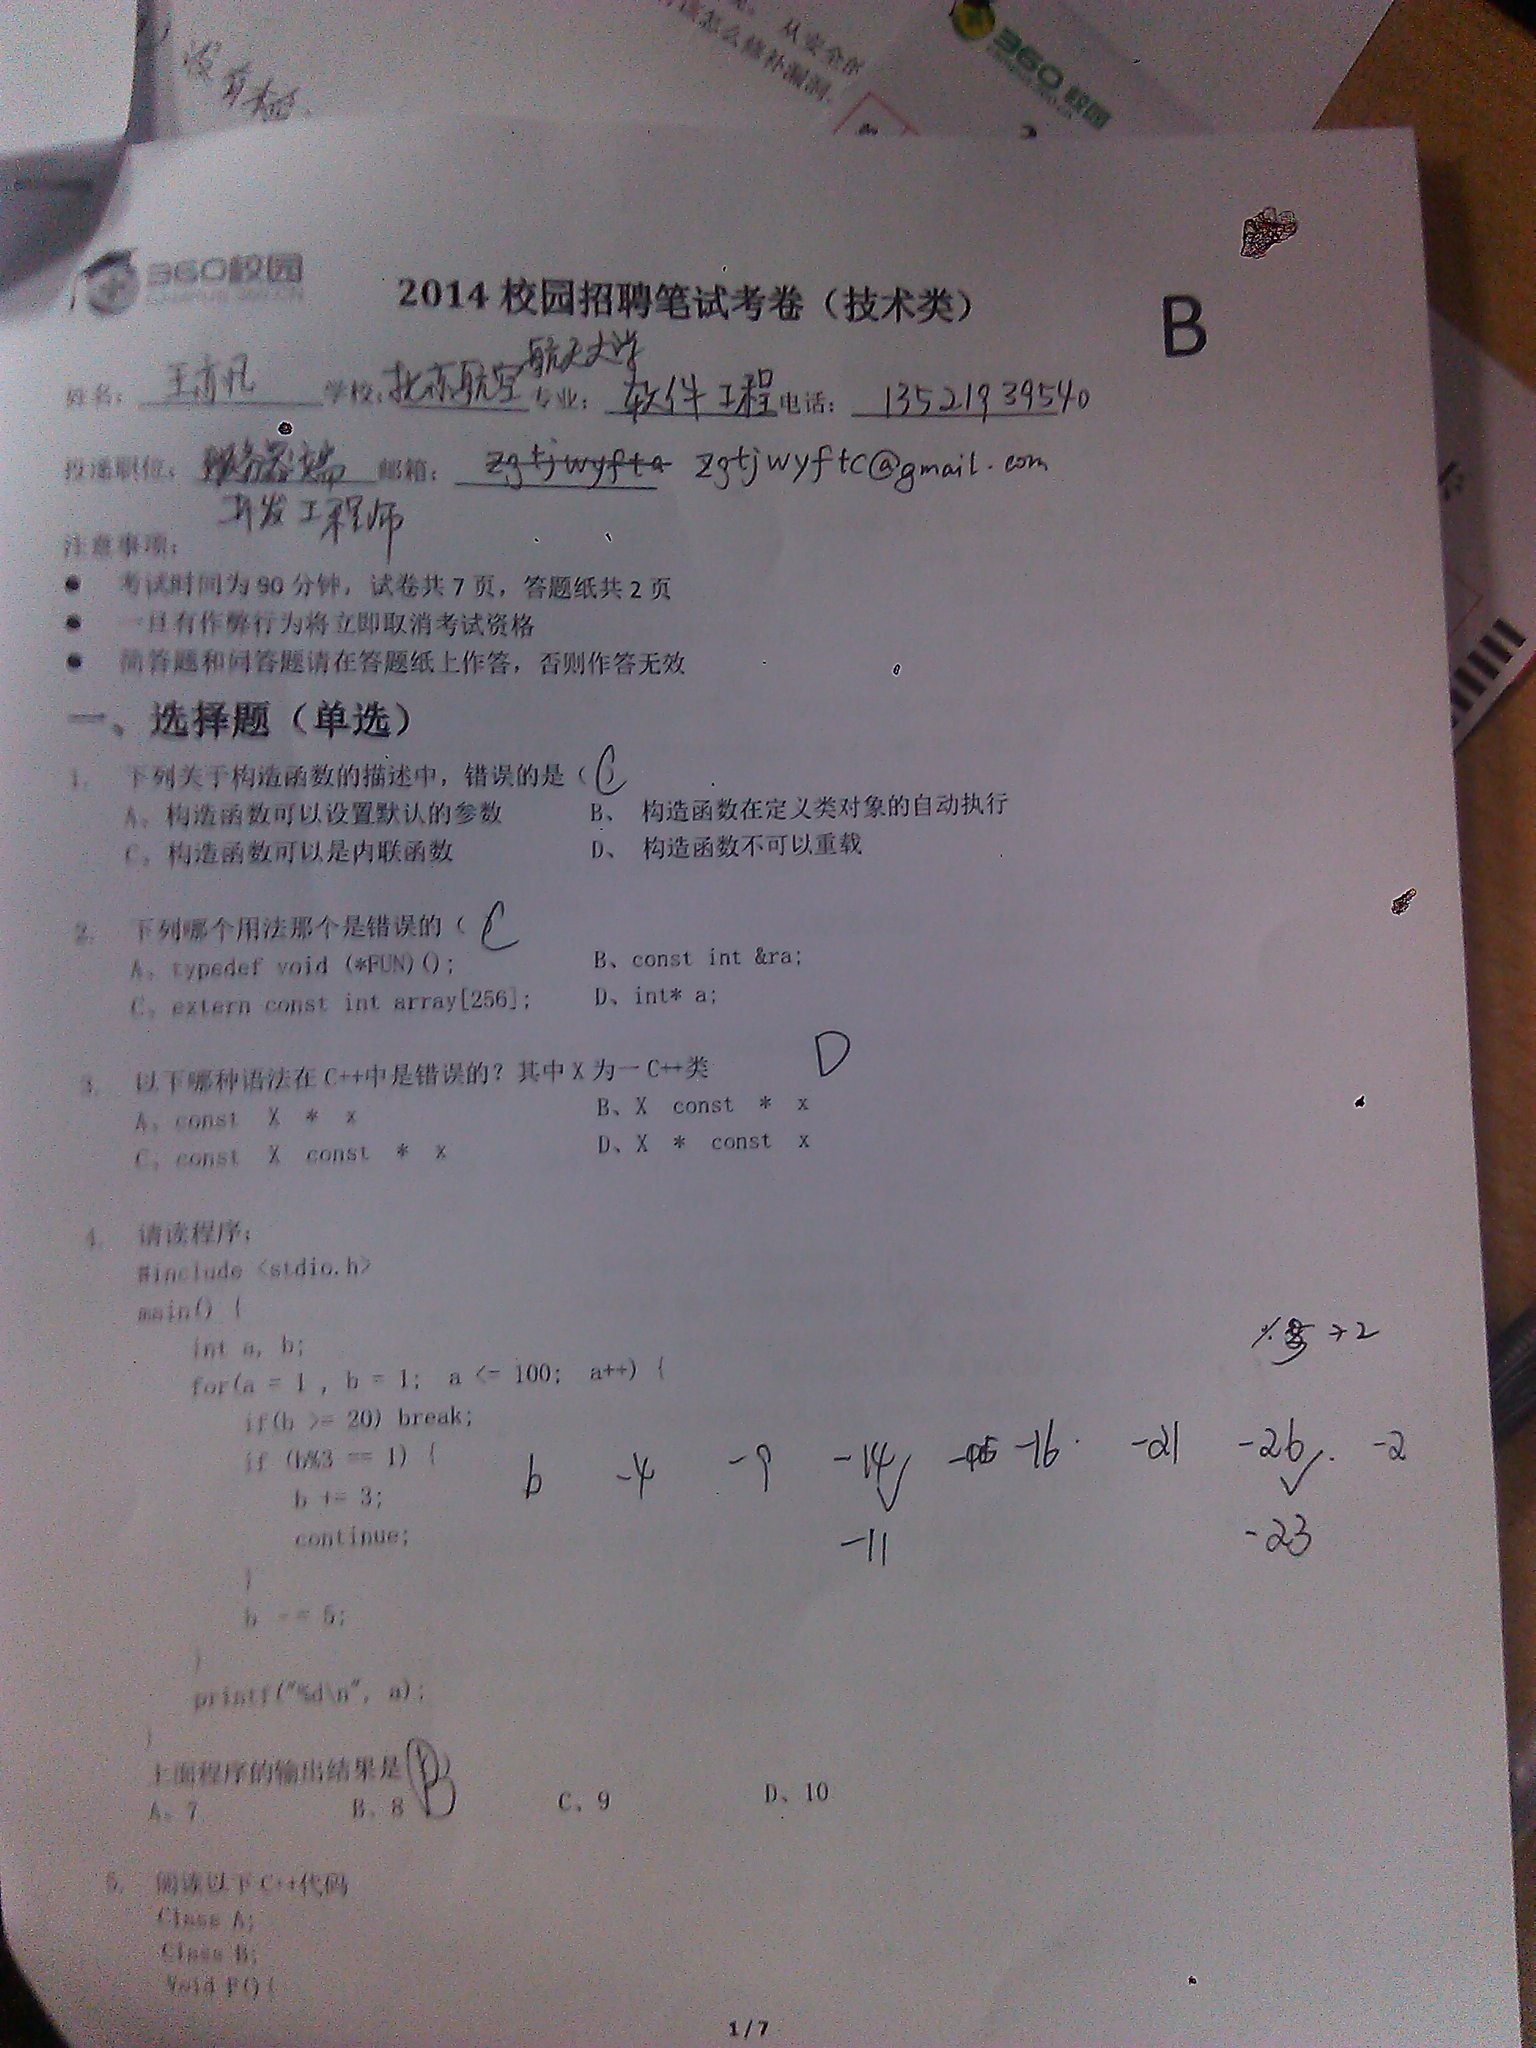 没有
从安全的
该怎么修补漏洞.
360校园
360校园
2014 校园招聘笔试考卷（技术类）
B
航天大学
姓名： 学校: 北京航空 专业: 软件工程 电话: 13521939540
投递职位: 服务器端 邮箱: zgtjwyfta zgtjwyftc@gmail.com
开发工程师
注意事项:
● 考试时间为 90 分钟, 试卷共 7 页, 答题纸共 2 页
● 一旦有作弊行为将立即取消考试资格
● 简答题和问答题请在答题纸上作答, 否则作答无效
一、选择题（单选）
1. 下列关于构造函数的描述中, 错误的是（ C ）
A、构造函数可以设置默认的参数 B、 构造函数在定义类对象的自动执行
C、构造函数可以是内联函数 D、 构造函数不可以重载
2. 下列哪个用法那个是错误的（ C
A、typedef void (*FUN)(); B、const int &ra;
C、extern const int array[256]; D、int* a;
3. 以下哪种语法在 C++中是错误的? 其中 X 为一 C++类 D
A、const X * x B、X const * x
C、const X const * x D、X * const x
4. 请读程序:
#include <stdio.h>
main() {
int a, b;
for(a = 1 , b = 1; a <= 100; a++) {
if(b >= 20) break;
if (b%3 == 1) {
b += 3;
continue;
}
b -= 5;
}
printf("%d\n", a);
}
→2
b -4 -9 -14 -16 -21 -26 -2
-11 -23
上面程序的输出结果是( B )
A、7 B、8 C、9 D、10
5. 阅读以下 C++代码
Class A;
Class B;
Void F(){
1 / 7